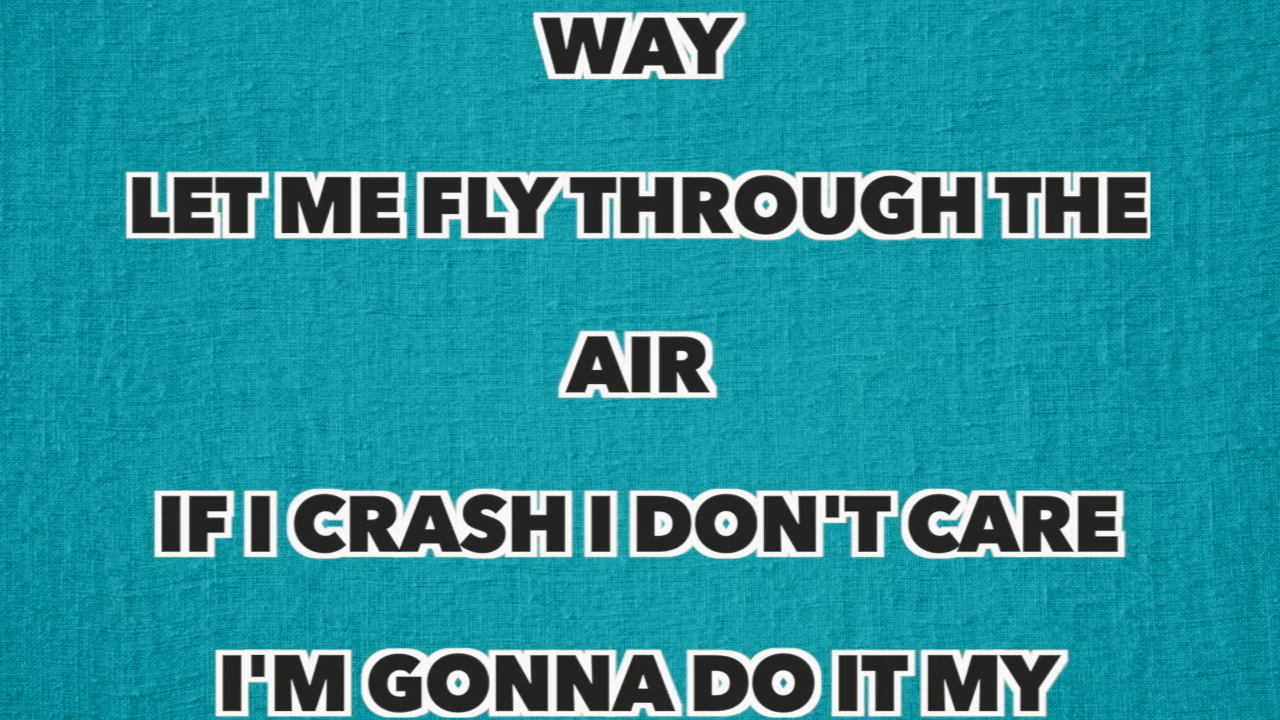 WAY
LET ME FLY THROUGH THE
AIR
IF I CRASH I DON'T CARE
I'M GONNA DO IT MY